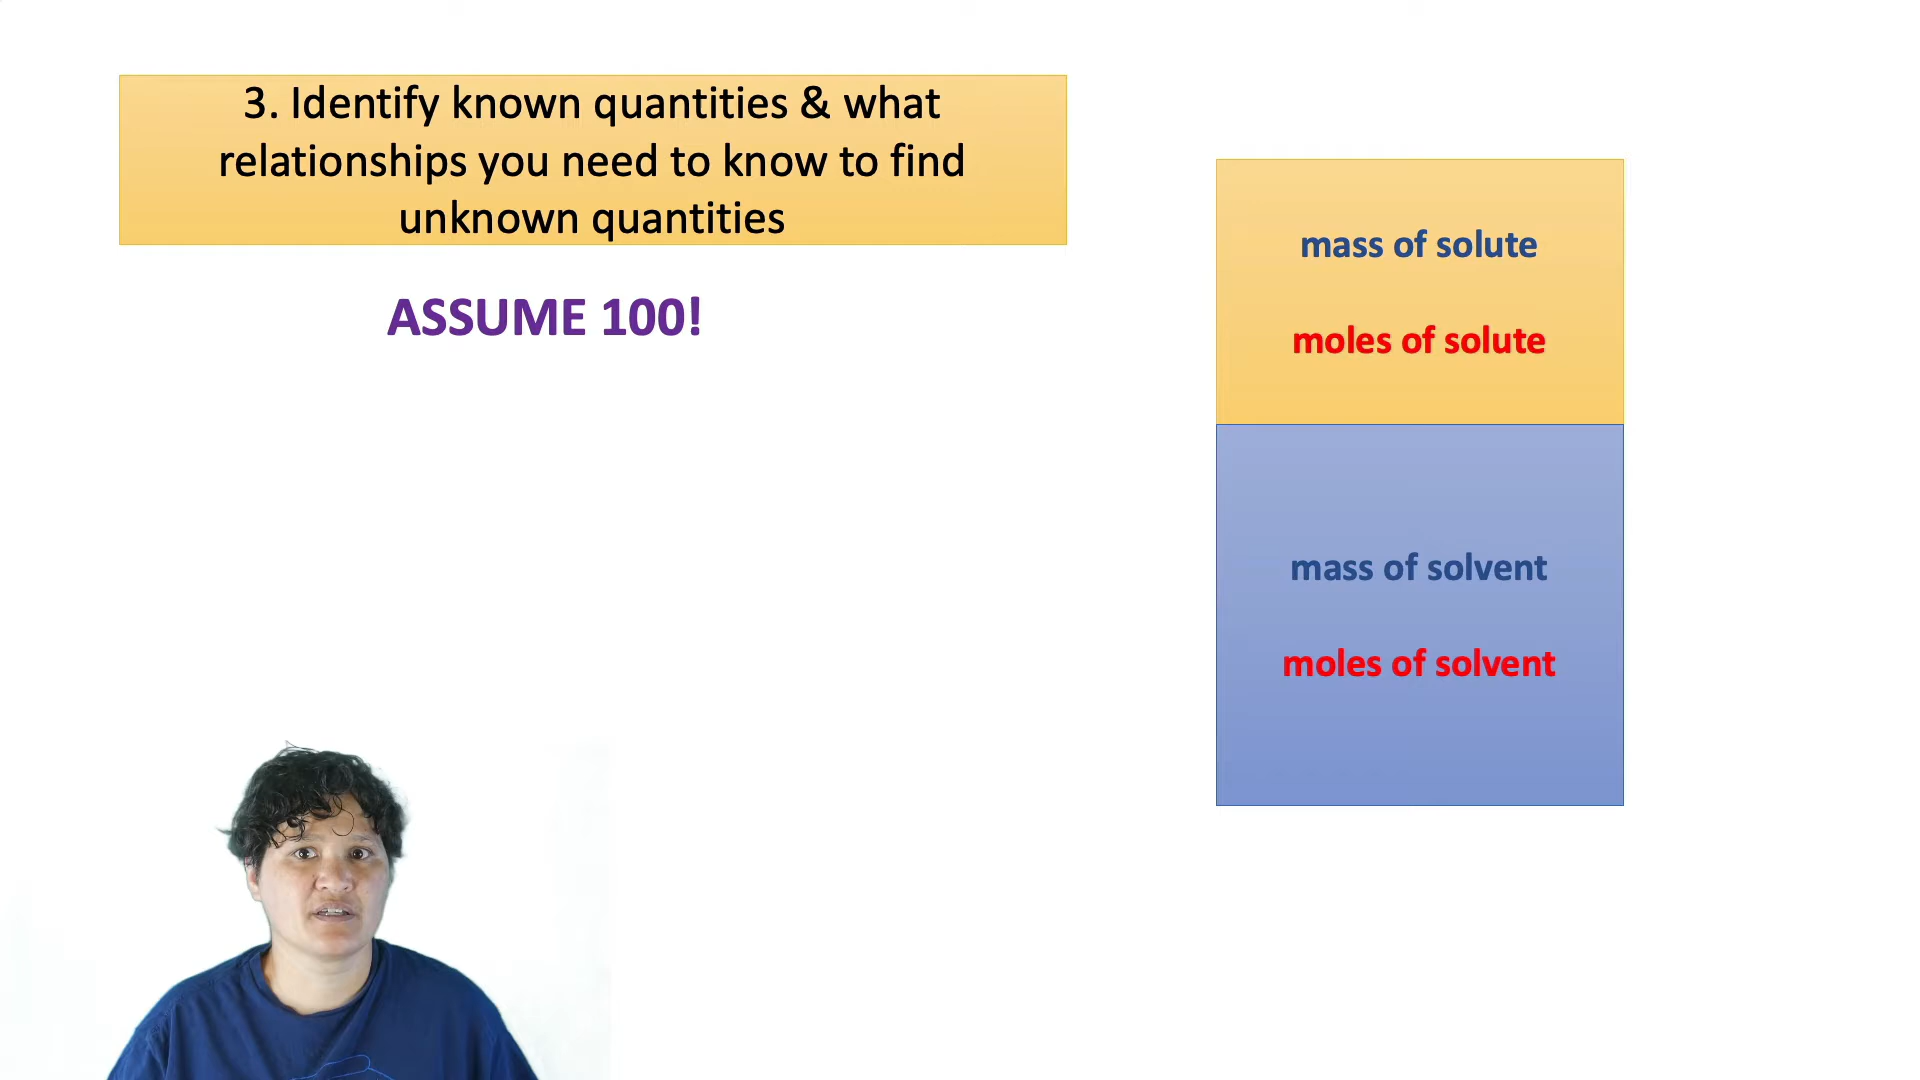 3. Identify known quantities & what
relationships you need to know to find
unknown quantities
ASSUME 100!
mass of solute
moles of solute
mass of solvent
moles of solvent